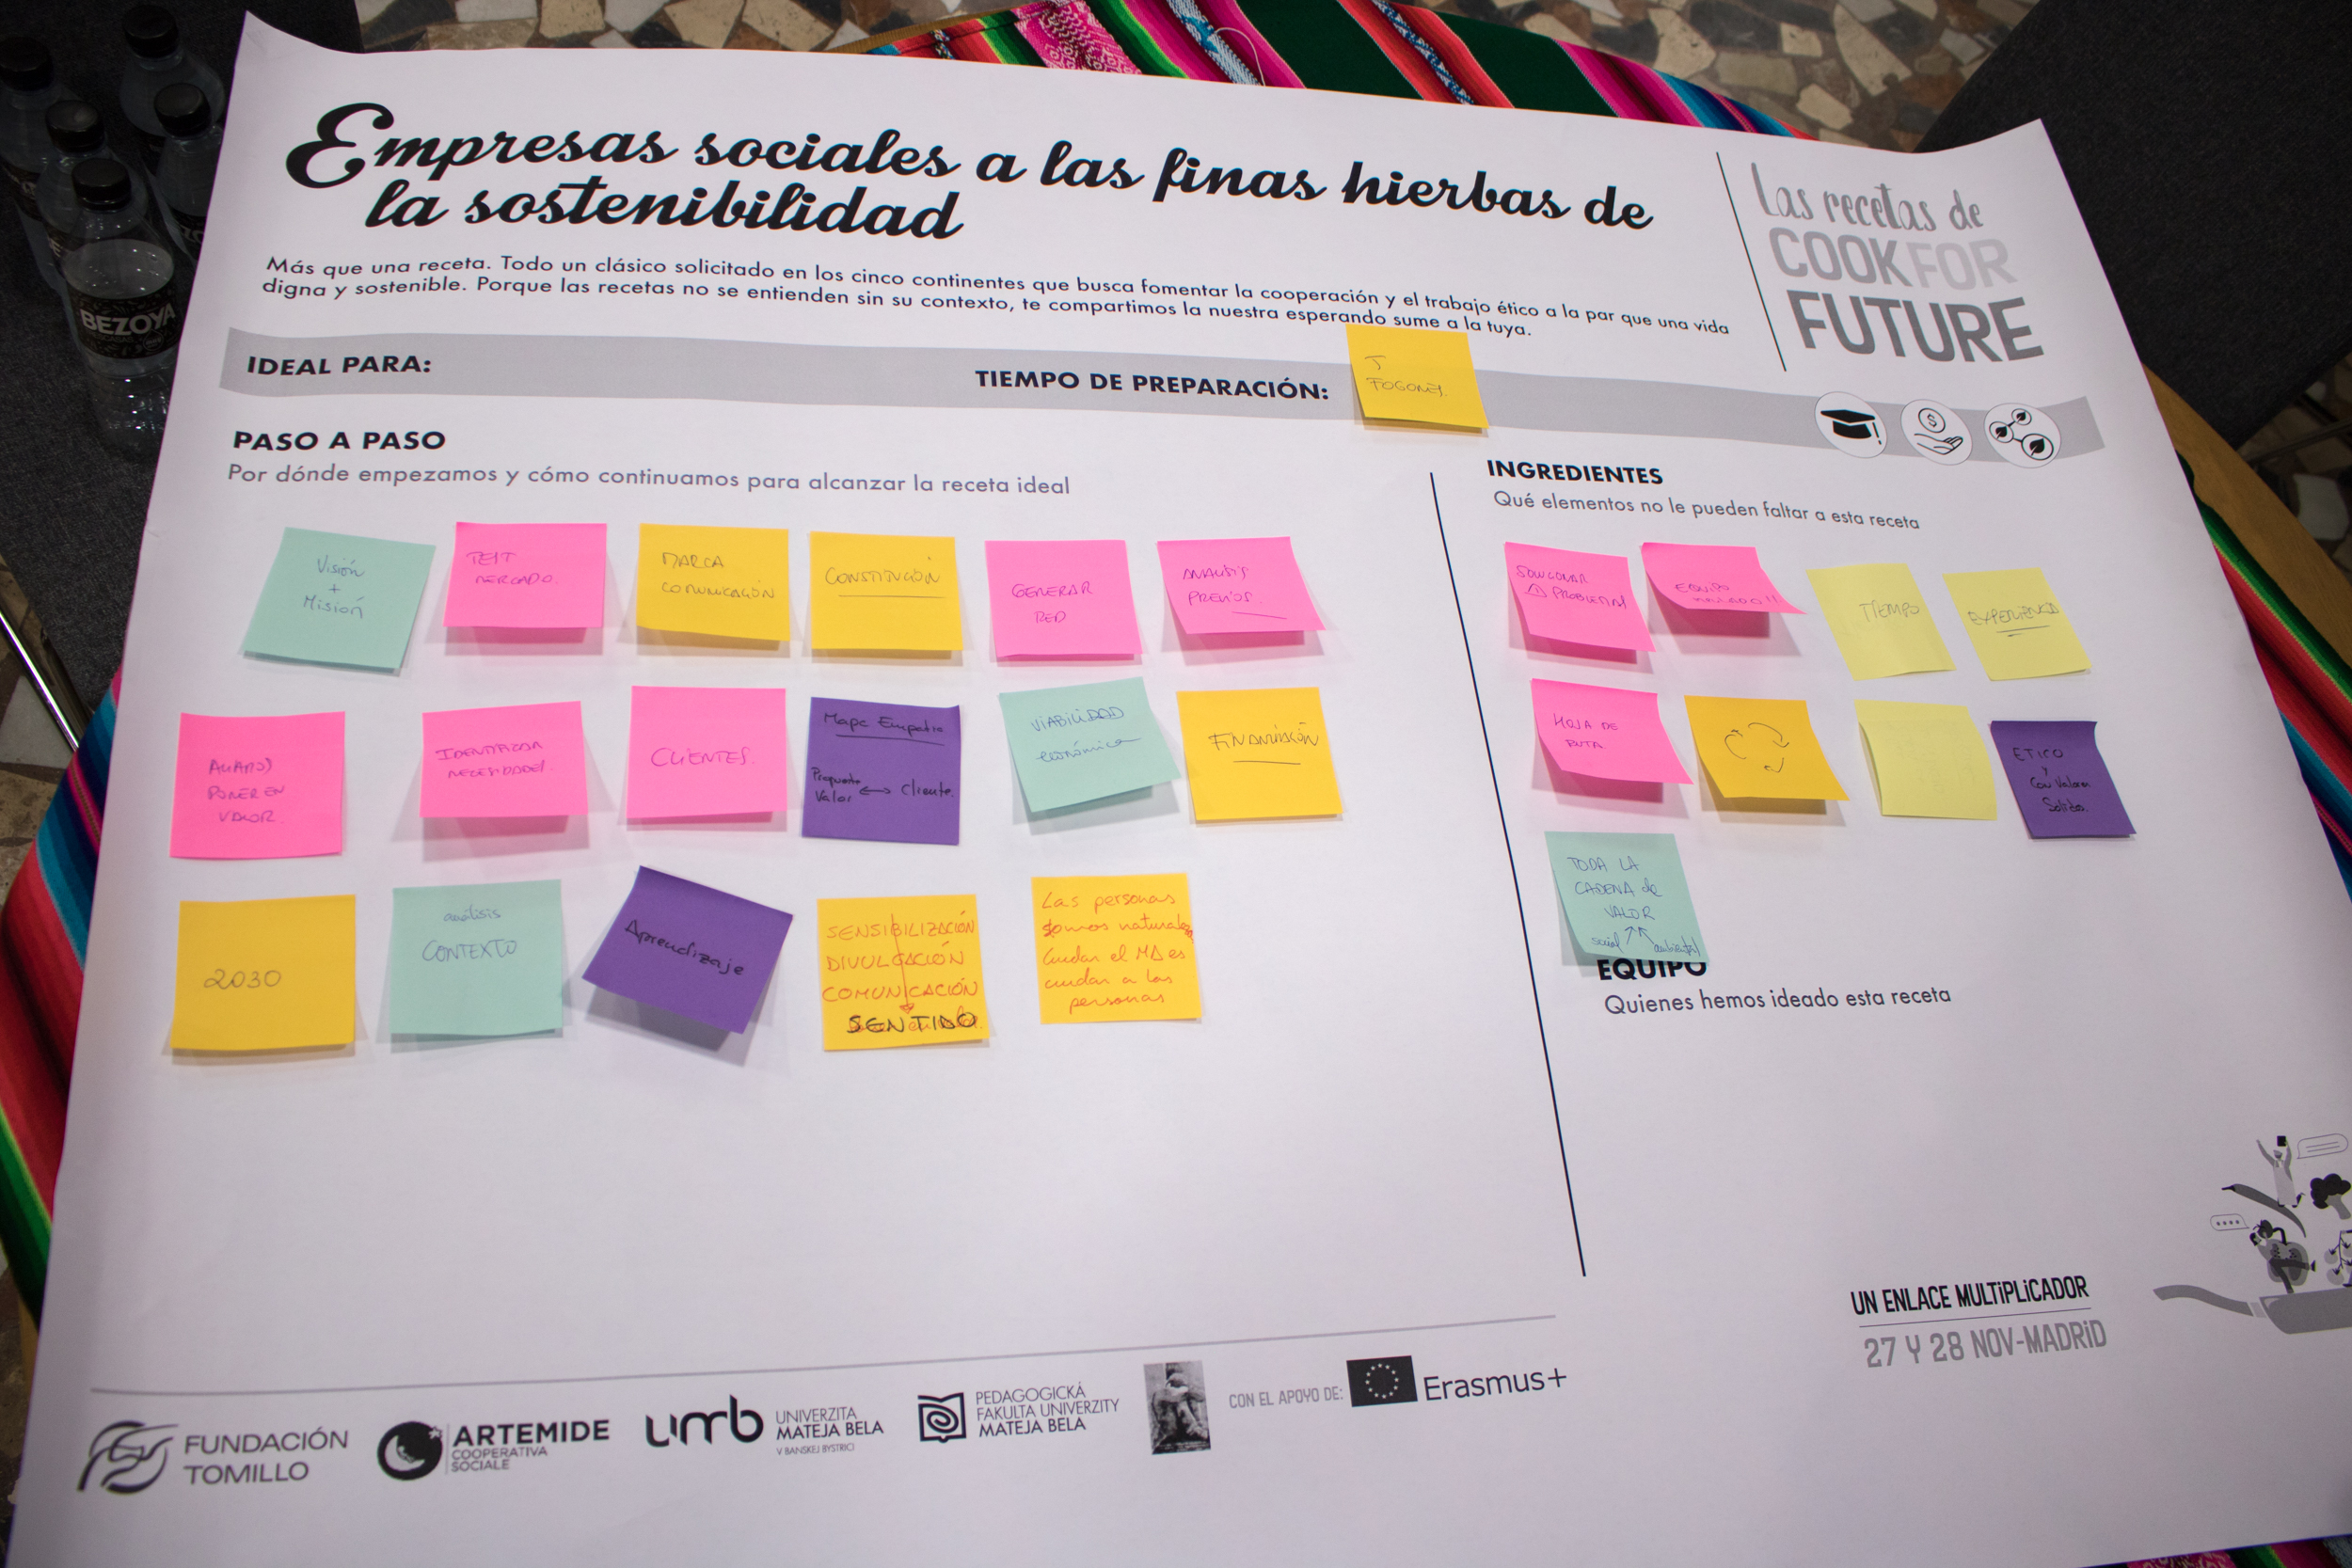 Empresas sociales a las finas hierbas de
la sostenibilidad
Las recetas de
COOK FOR
FUTURE
Más que una receta. Todo un clásico solicitado en los cinco continentes que busca fomentar la cooperación y el trabajo ético a la par que una vida
digna y sostenible. Porque las recetas no se entienden sin su contexto, te compartimos la nuestra esperando sume a la tuya.
IDEAL PARA:
TIEMPO DE PREPARACIÓN:
FOGONES.
PASO A PASO
Por dónde empezamos y cómo continuamos para alcanzar la receta ideal
Visión
+
Misión
TEST
MERCADO.
MARCA
COMUNICACIÓN
CONSTITUCIÓN
GENERAR
RED
ANALISIS
PREVIOS.
PONER EN
VALOR.
IDENTIFICAR
NECESIDADES.
CLIENTES.
Mapa Empatía
Propuesta
Valor ↔ Cliente.
VIABILIDAD
económica
FINANCIACIÓN
2030
análisis
CONTEXTO
Aprendizaje
SENSIBILIZACIÓN
DIVULGACIÓN
COMUNICACIÓN
SENTIDO
Las personas
somos naturaleza
Cuidar el MA es
cuidar a las
personas
INGREDIENTES
Qué elementos no le pueden faltar a esta receta
SOLUCIONAR
PROBLEMAS
EQUIPO
TIEMPO
EXPERIENCIA
HOJA DE
RUTA.
ETICO
y
Con Valores
Solidos.
TODA LA
CADENA de
VALOR
social ambiental
EQUIPO
Quienes hemos ideado esta receta
UN ENLACE MULTIPLICADOR
27 Y 28 NOV-MADRID
FUNDACIÓN
TOMILLO
ARTEMIDE
COOPERATIVA
SOCIALE
umb
UNIVERZITA
MATEJA BELA
V BANSKEJ BYSTRICI
PEDAGOGICKÁ
FAKULTA UNIVERZITY
MATEJA BELA
CON EL APOYO DE:
Erasmus+
BEZOYA